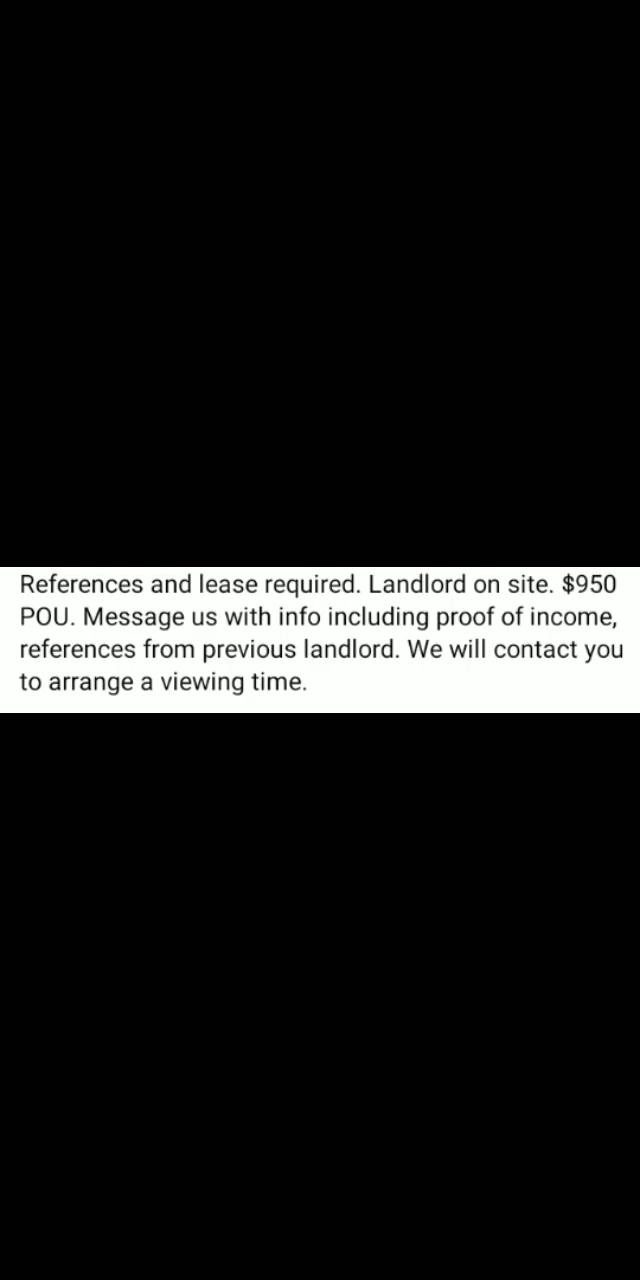 References and lease required. Landlord on site. $950
POU. Message us with info including proof of income,
references from previous landlord. We will contact you
to arrange a viewing time.